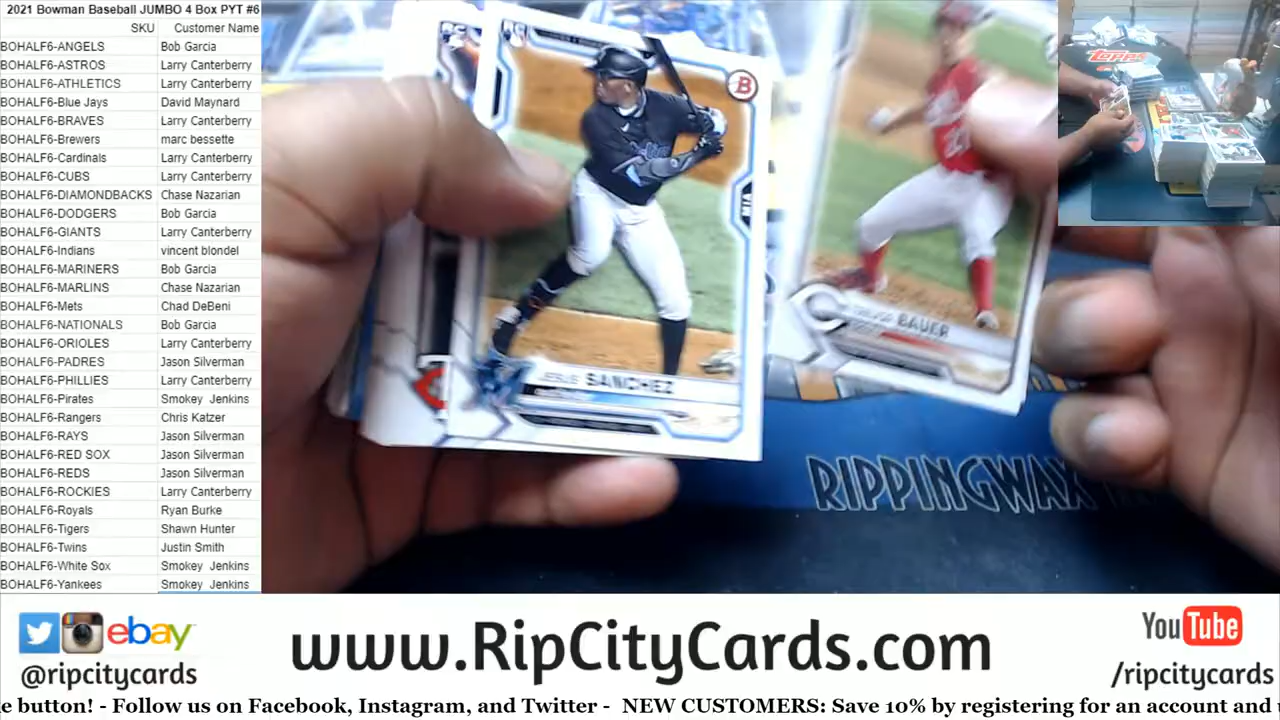 2021 Bowman Baseball JUMBO 4 Box PYT #6
SKU Customer Name
BOHALF6-ANGELS Bob Garcia
BOHALF6-ASTROS Larry Canterberry
BOHALF6-ATHLETICS Larry Canterberry
BOHALF6-Blue Jays David Maynard
BOHALF6-BRAVES Larry Canterberry
BOHALF6-Brewers marc bessette
BOHALF6-Cardinals Larry Canterberry
BOHALF6-CUBS Larry Canterberry
BOHALF6-DIAMONDBACKS Chase Nazarian
BOHALF6-DODGERS Bob Garcia
BOHALF6-GIANTS Larry Canterberry
BOHALF6-Indians vincent blondel
BOHALF6-MARINERS Bob Garcia
BOHALF6-MARLINS Chase Nazarian
BOHALF6-Mets Chad DeBeni
BOHALF6-NATIONALS Bob Garcia
BOHALF6-ORIOLES Larry Canterberry
BOHALF6-PADRES Jason Silverman
BOHALF6-PHILLIES Larry Canterberry
BOHALF6-Pirates Smokey Jenkins
BOHALF6-Rangers Chris Katzer
BOHALF6-RAYS Jason Silverman
BOHALF6-RED SOX Jason Silverman
BOHALF6-REDS Jason Silverman
BOHALF6-ROCKIES Larry Canterberry
BOHALF6-Royals Ryan Burke
BOHALF6-Tigers Shawn Hunter
BOHALF6-Twins Justin Smith
BOHALF6-White Sox Smokey Jenkins
BOHALF6-Yankees Smokey Jenkins
RC
RC
B
MIA
SANCHEZ
BAUER
Topps
RIPPINGWAX
ebay
@ripcitycards
www.RipCityCards.com
YouTube
/ripcitycards
e button! - Follow us on Facebook, Instagram, and Twitter - NEW CUSTOMERS: Save 10% by registering for an account and